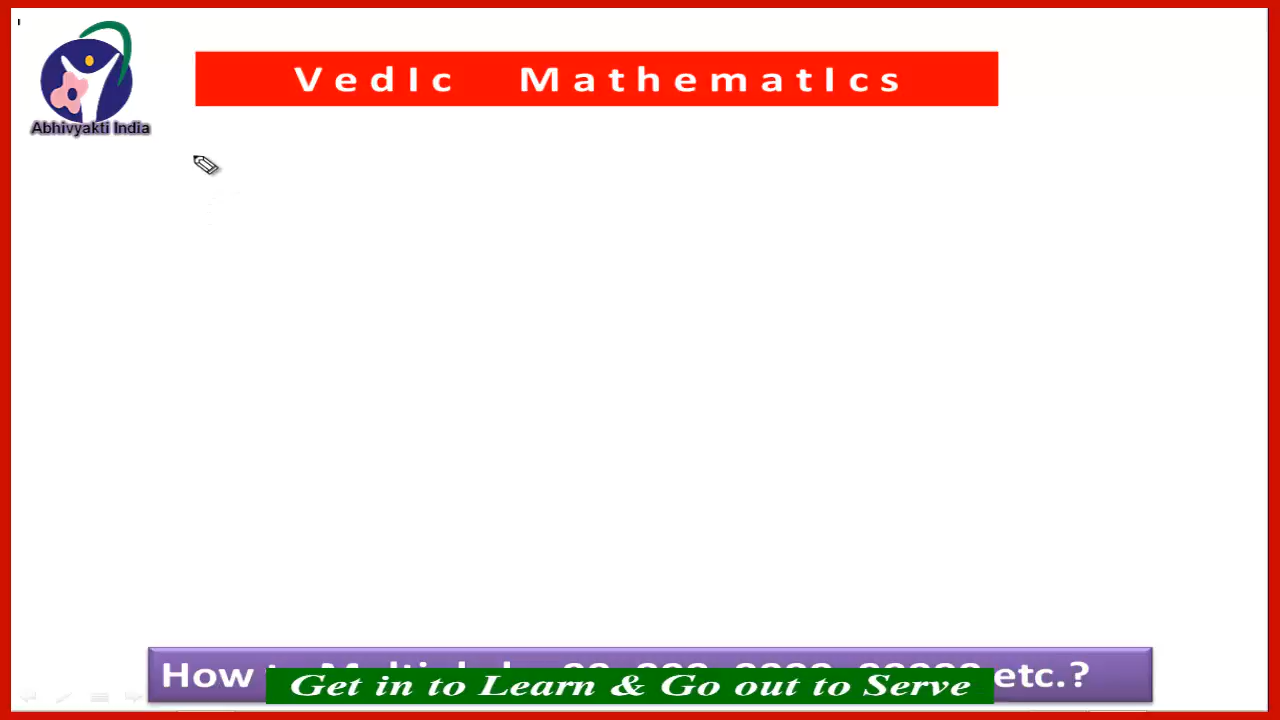 Abhivyakti India
VedIc MathematIcs
How etc.?
Get in to Learn & Go out to Serve